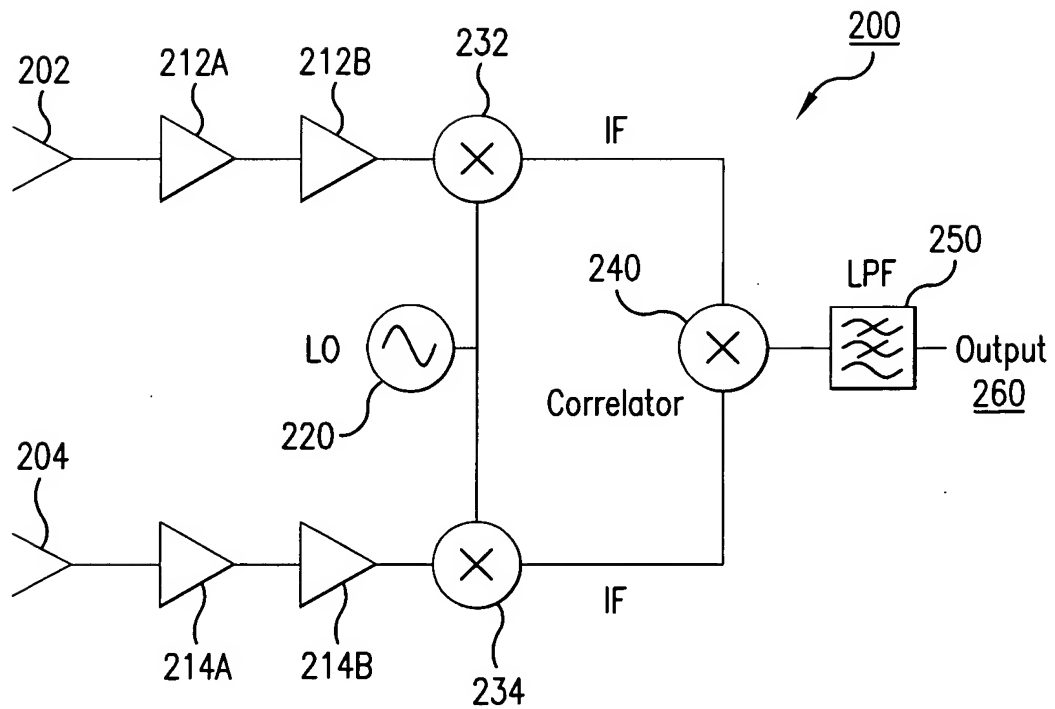 200
202
212A
212B
232
IF
240
LPF
250
LO
220
Correlator
Output
260
204
214A
214B
234
IF